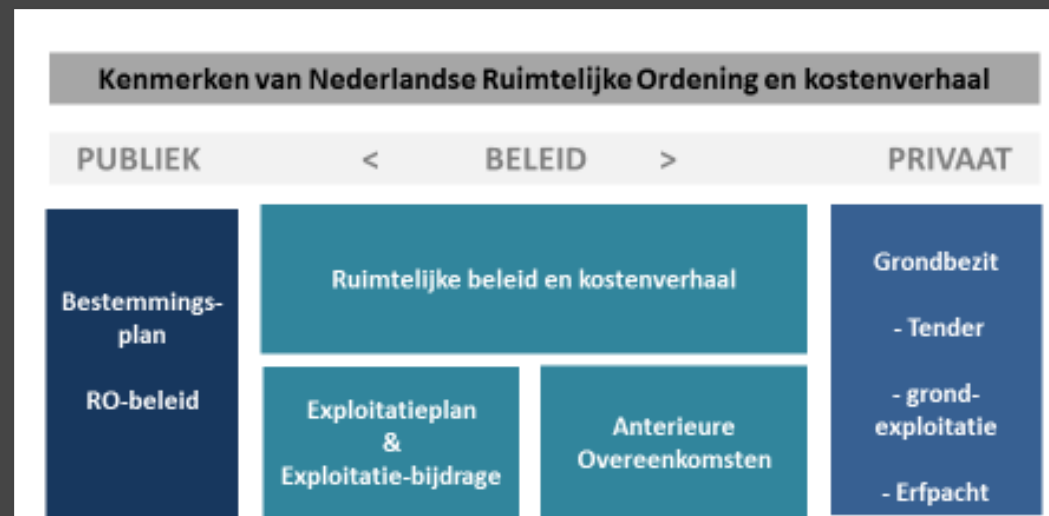 Kenmerken van Nederlandse Ruimtelijke Ordening en kostenverhaal
PUBLIEK < BELEID > PRIVAAT
Bestemmings-
plan
RO-beleid
Ruimtelijke beleid en kostenverhaal
Exploitatieplan
&
Exploitatie-bijdrage
Anterieure
Overeenkomsten
Grondbezit
- Tender
- grond-
exploitatie
- Erfpacht